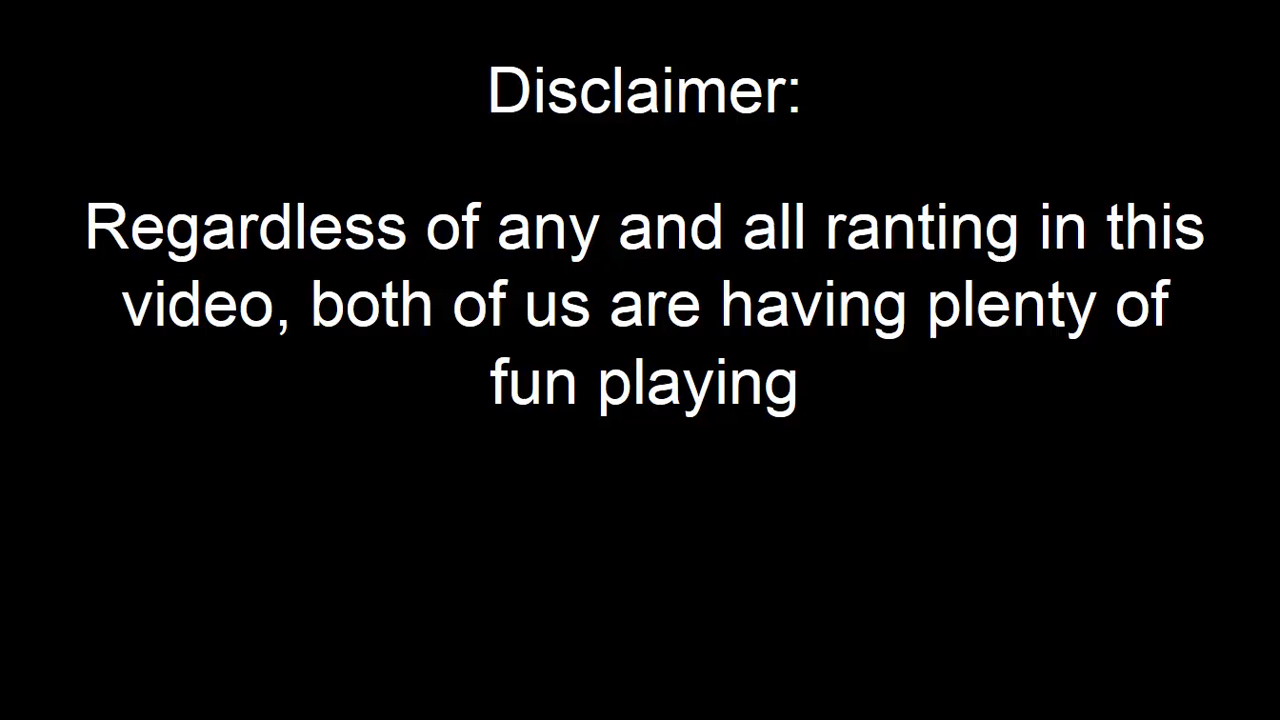 Disclaimer:
Regardless of any and all ranting in this
video, both of us are having plenty of
fun playing